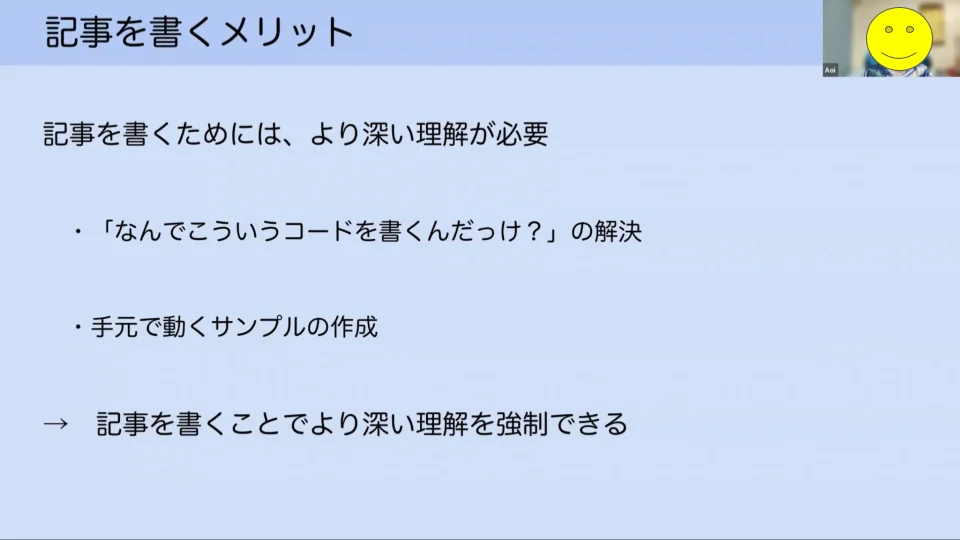 記事を書くメリット
Aoi
記事を書くためには、より深い理解が必要
・「なんでこういうコードを書くんだっけ？」の解決
・手元で動くサンプルの作成
→　記事を書くことでより深い理解を強制できる